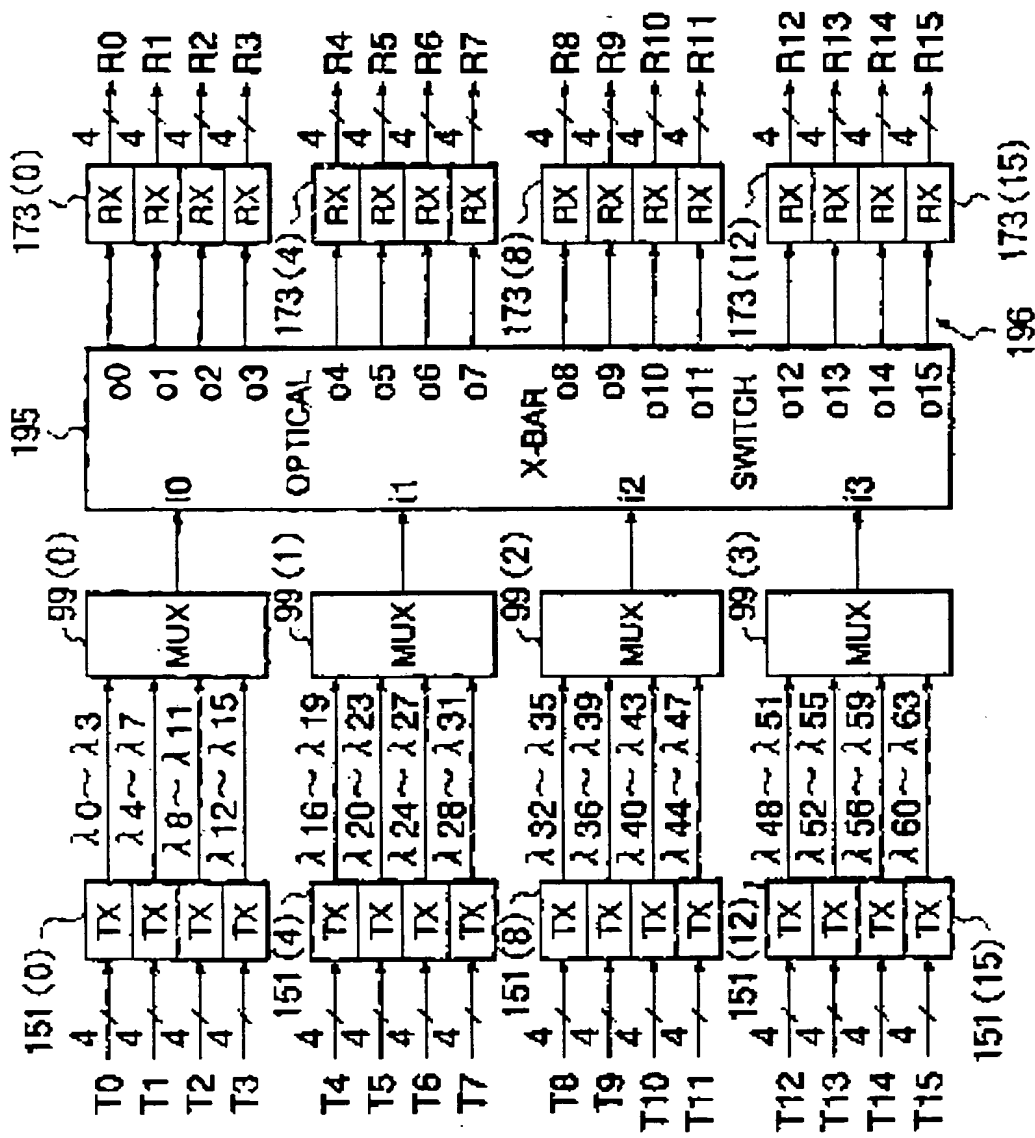 T0 4 151(0) TX λ0~λ3
T1 4 TX λ4~λ7
T2 4 TX λ8~λ11
T3 4 TX λ12~λ15
99(0) MUX
T4 4 151(4) TX λ16~λ19
T5 4 TX λ20~λ23
T6 4 TX λ24~λ27
T7 4 TX λ28~λ31
99(1) MUX
T8 4 151(8) TX λ32~λ35
T9 4 TX λ36~λ39
T10 4 TX λ40~λ43
T11 4 TX λ44~λ47
99(2) MUX
T12 4 151(12) TX λ48~λ51
T13 4 TX λ52~λ55
T14 4 TX λ56~λ59
T15 4 TX λ60~λ63
151(15)
99(3) MUX
195
i0
i1
i2
i3
OPTICAL
X-BAR
SWITCH
o0 173(0) RX 4 R0
o1 RX 4 R1
o2 RX 4 R2
o3 RX 4 R3
o4 173(4) RX 4 R4
o5 RX 4 R5
o6 RX 4 R6
o7 RX 4 R7
o8 173(8) RX 4 R8
o9 RX 4 R9
o10 RX 4 R10
o11 RX 4 R11
o12 173(12) RX 4 R12
o13 RX 4 R13
o14 RX 4 R14
o15 RX 4 R15
173(15)
196